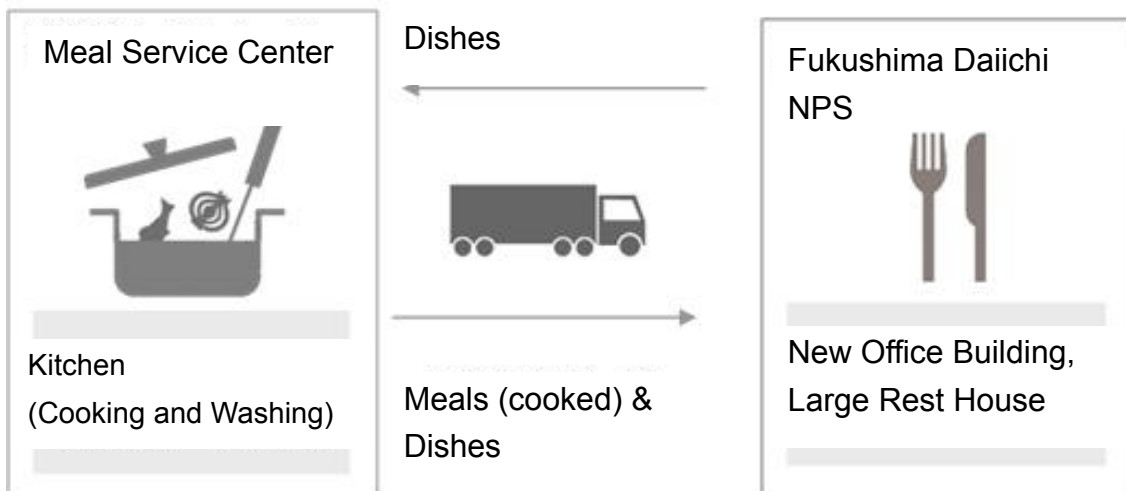 Meal Service Center
Kitchen
(Cooking and Washing)
Dishes
Meals (cooked) &
Dishes
Fukushima Daiichi
NPS
New Office Building,
Large Rest House